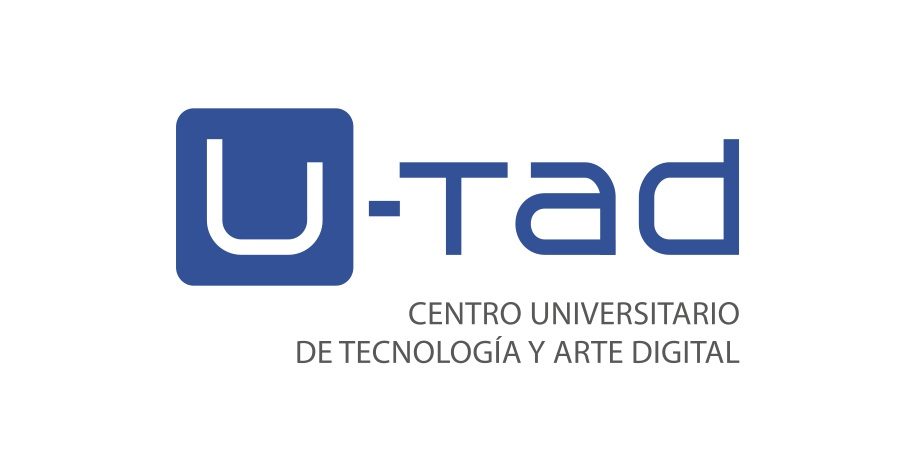 U-tad
CENTRO UNIVERSITARIO
DE TECNOLOGÍA Y ARTE DIGITAL